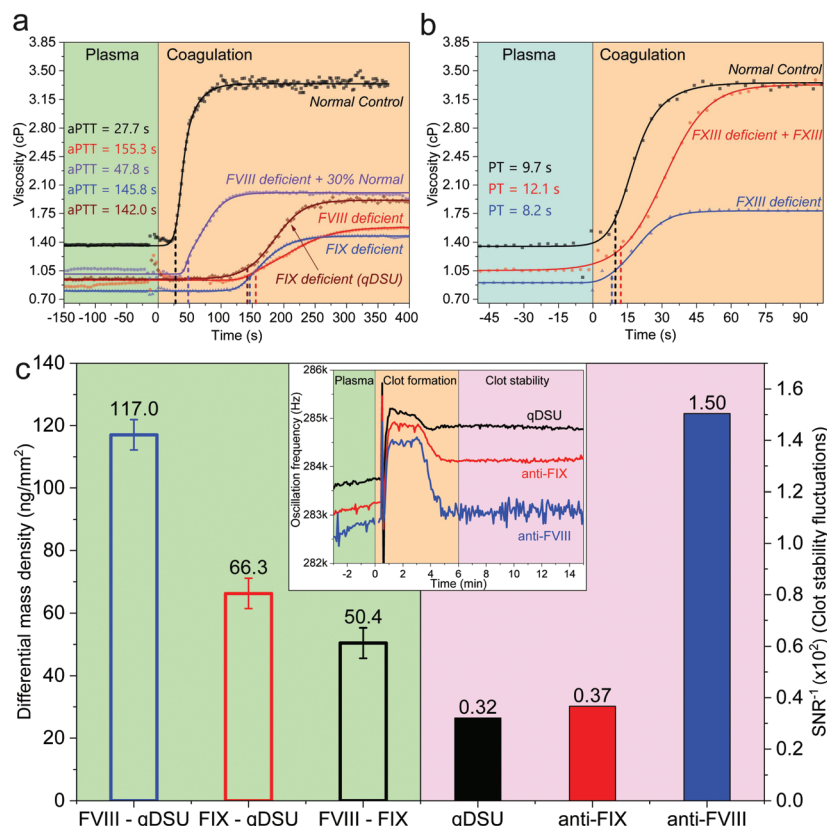 a
Plasma
Coagulation
Viscosity (cP)
3.85
3.50
3.15
2.80
2.45
2.10
1.75
1.40
1.05
0.70
Normal Control
aPTT = 27.7 s
aPTT = 155.3 s
aPTT = 47.8 s
aPTT = 145.8 s
aPTT = 142.0 s
FVIII deficient + 30% Normal
FVIII deficient
FIX deficient
FIX deficient (qDSU)
-150 -100 -50 0 50 100 150 200 250 300 350 400
Time (s)
b
Plasma
Coagulation
Viscosity (cP)
3.85
3.50
3.15
2.80
2.45
2.10
1.75
1.40
1.05
0.70
Normal Control
FXIII deficient + FXIII
PT = 9.7 s
PT = 12.1 s
PT = 8.2 s
FXIII deficient
-45 -30 -15 0 15 30 45 60 75 90
Time (s)
c
Differential mass density (ng/mm²)
140
120
100
80
60
40
20
0
117.0
66.3
50.4
0.32
0.37
1.50
FVIII - qDSU
FIX - qDSU
FVIII - FIX
qDSU
anti-FIX
anti-FVIII
SNR⁻¹ (x10²) (Clot stability fluctuations)
1.6
1.4
1.2
1.0
0.8
0.6
0.4
0.2
0.0
Plasma
Clot formation
Clot stability
Oscillation frequency (Hz)
286k
285k
284k
283k
282k
qDSU
anti-FIX
anti-FVIII
-2 0 2 4 6 8 10 12 14
Time (min)